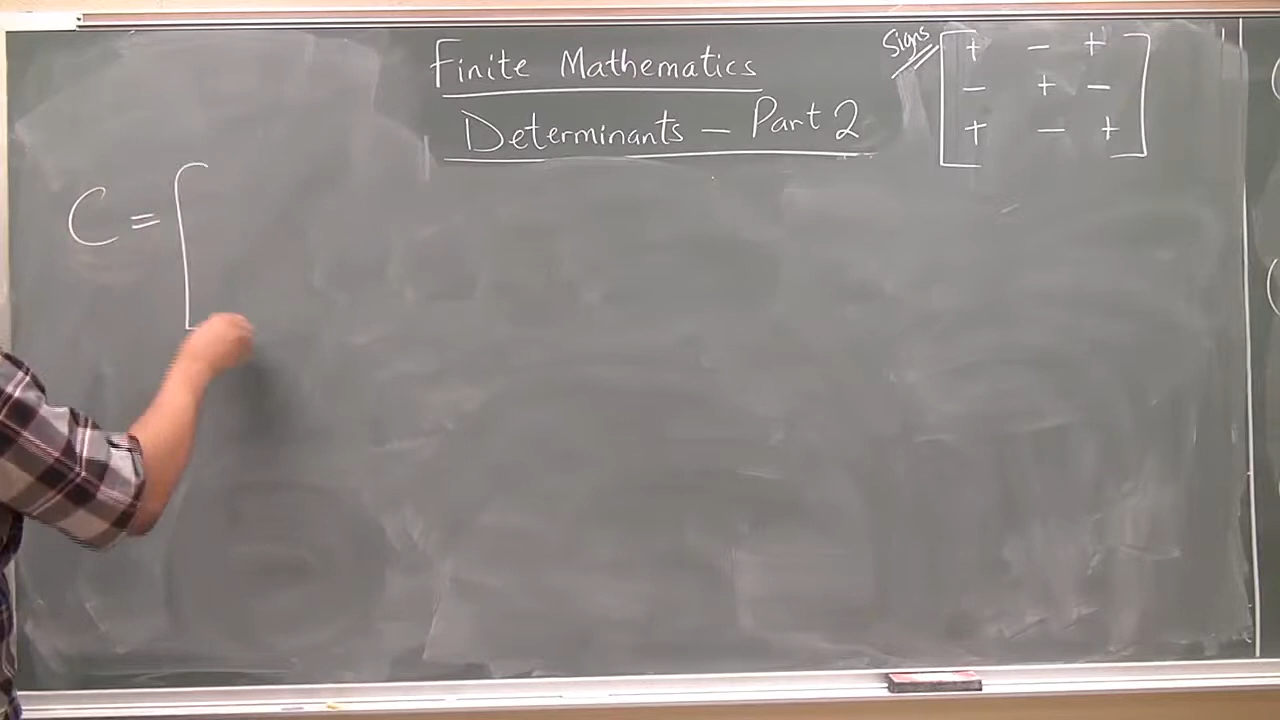 Finite Mathematics
Determinants – Part 2
Signs
+ – +
– + –
+ – +
C = [